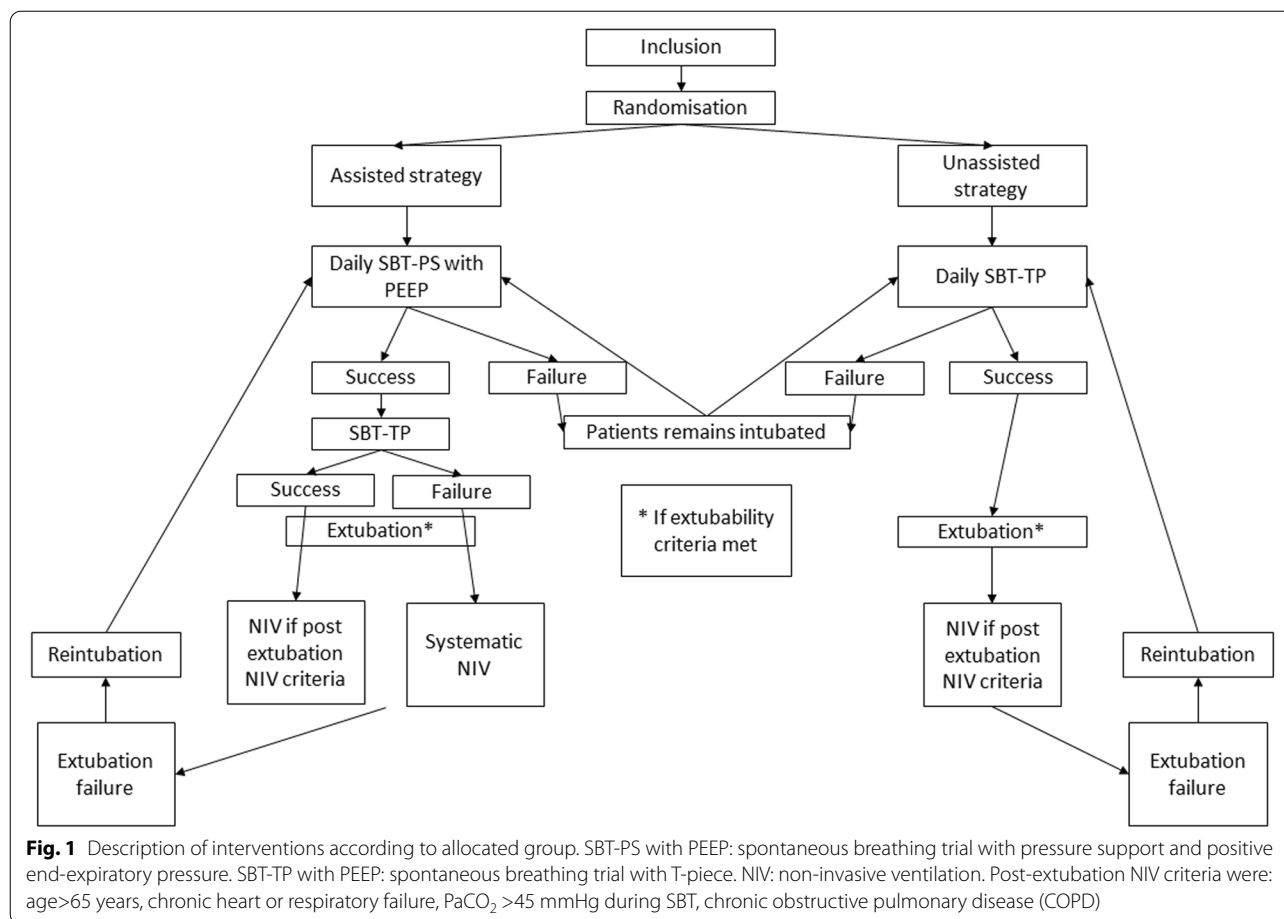 Inclusion
Randomisation
Assisted strategy
Unassisted
strategy
Daily SBT-PS with
PEEP
Daily SBT-TP
Success
Failure
Failure
Success
Patients remains intubated
SBT-TP
Success
Failure
Extubation*
* If extubability
criteria met
Extubation*
NIV if post
extubation
NIV criteria
Systematic
NIV
NIV if post
extubation
NIV criteria
Reintubation
Reintubation
Extubation
failure
Extubation
failure
Fig. 1 Description of interventions according to allocated group. SBT-PS with PEEP: spontaneous breathing trial with pressure support and positive
end-expiratory pressure. SBT-TP with PEEP: spontaneous breathing trial with T-piece. NIV: non-invasive ventilation. Post-extubation NIV criteria were:
age>65 years, chronic heart or respiratory failure, PaCO2 >45 mmHg during SBT, chronic obstructive pulmonary disease (COPD)